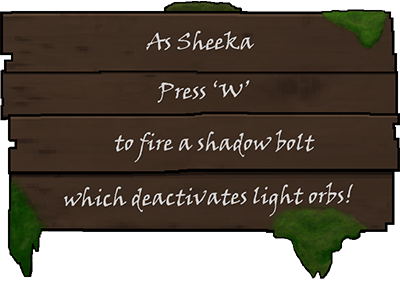 As Sheeka
Press ‘W’
to fire a shadow bolt
which deactivates light orbs!